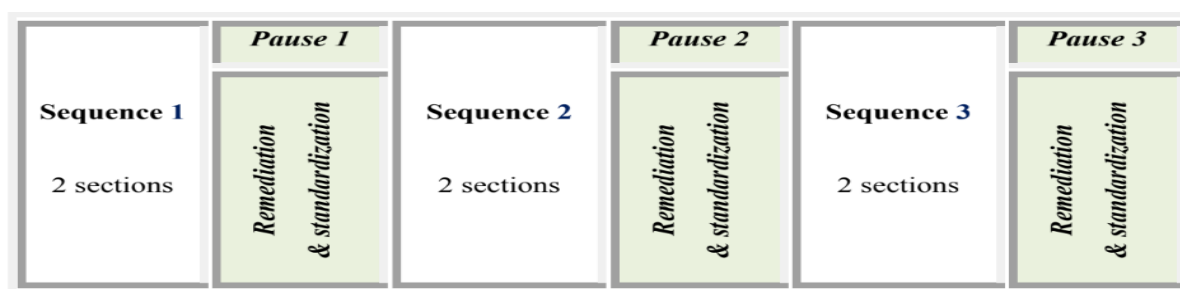 Sequence 1
2 sections
Pause 1
Remediation
& standardization
Sequence 2
2 sections
Pause 2
Remediation
& standardization
Sequence 3
2 sections
Pause 3
Remediation
& standardization